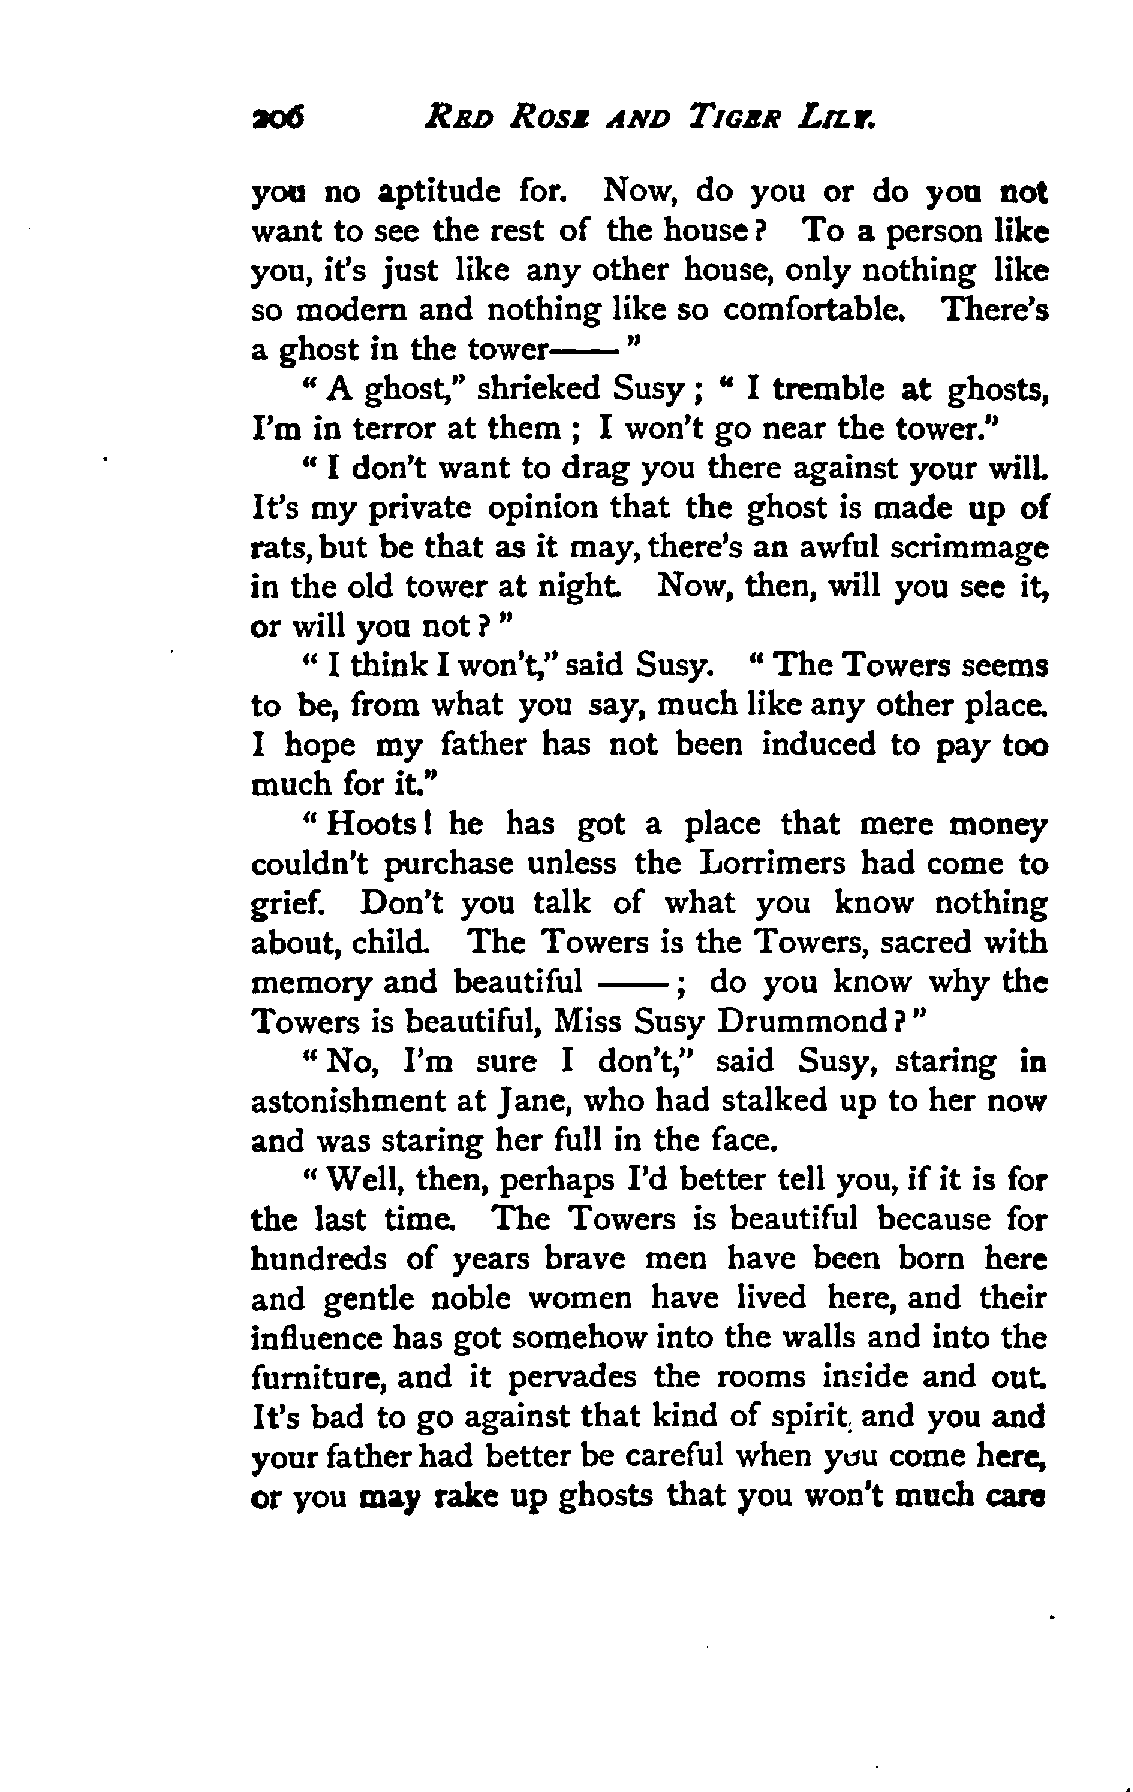 206 RED ROSE AND TIGER LILY.
you no aptitude for. Now, do you or do you not
want to see the rest of the house? To a person like
you, it's just like any other house, only nothing like
so modern and nothing like so comfortable. There's
a ghost in the tower——"
"A ghost," shrieked Susy; "I tremble at ghosts,
I'm in terror at them; I won't go near the tower."
"I don't want to drag you there against your will.
It's my private opinion that the ghost is made up of
rats, but be that as it may, there's an awful scrimmage
in the old tower at night. Now, then, will you see it,
or will you not?"
"I think I won't," said Susy. "The Towers seems
to be, from what you say, much like any other place.
I hope my father has not been induced to pay too
much for it."
"Hoots! he has got a place that mere money
couldn't purchase unless the Lorrimers had come to
grief. Don't you talk of what you know nothing
about, child. The Towers is the Towers, sacred with
memory and beautiful ——; do you know why the
Towers is beautiful, Miss Susy Drummond?"
"No, I'm sure I don't," said Susy, staring in
astonishment at Jane, who had stalked up to her now
and was staring her full in the face.
"Well, then, perhaps I'd better tell you, if it is for
the last time. The Towers is beautiful because for
hundreds of years brave men have been born here
and gentle noble women have lived here, and their
influence has got somehow into the walls and into the
furniture, and it pervades the rooms inside and out.
It's bad to go against that kind of spirit, and you and
your father had better be careful when you come here,
or you may rake up ghosts that you won't much care